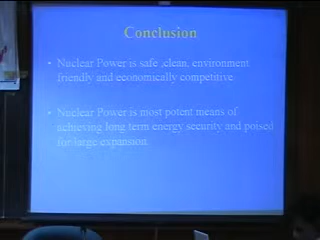 Conclusion
• Nuclear Power is safe ,clean, environment
friendly and economically competitive.
• Nuclear Power is most potent means of
achieving long term energy security and poised
for large expansion.